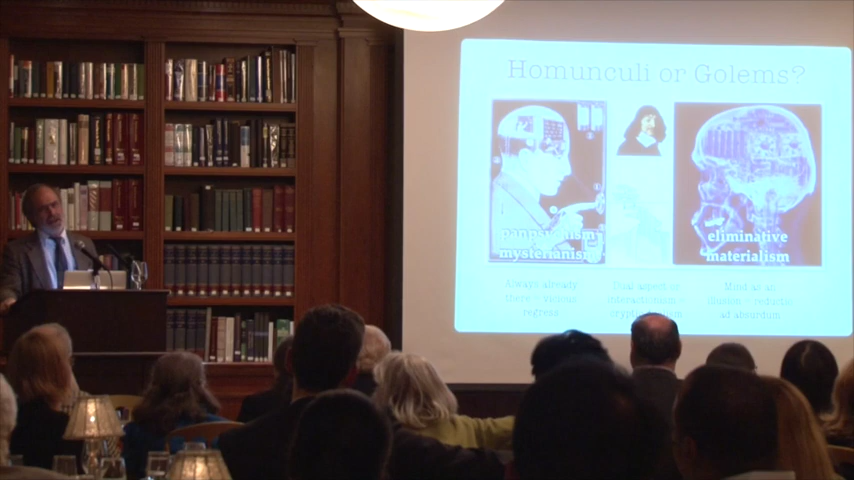 Homunculi or Golems?
panpsychism
mysterianism
eliminative
materialism
Always already
there = vicious
regress
Dual aspect or
interactionism =
Mind as an
illusion = reductio
ad absurdum